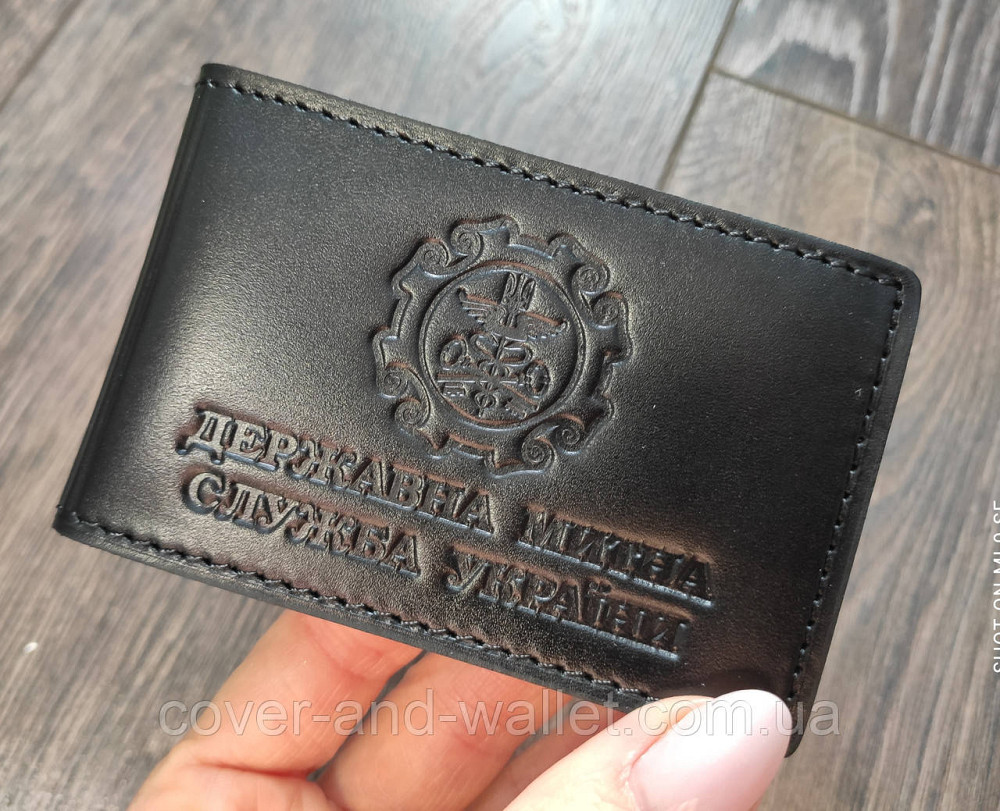 ДЕРЖАВНА МИТНА
СЛУЖБА УКРАЇНИ
cover-and-wallet.com.ua
SHOT ON MI 9 SE